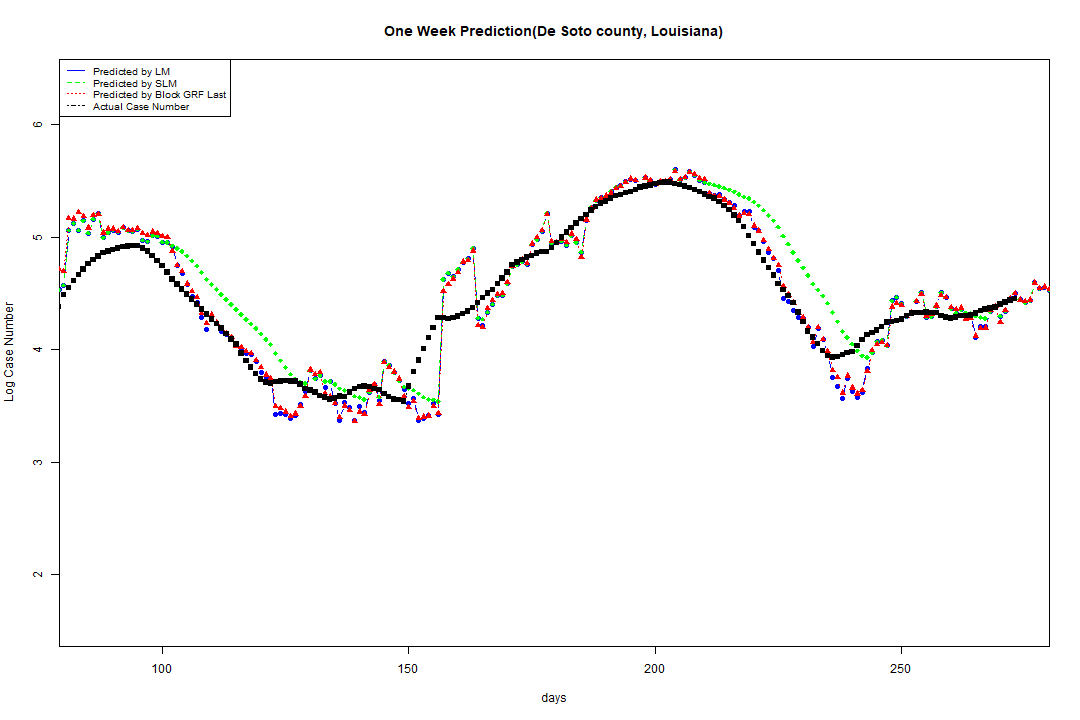 One Week Prediction(De Soto county, Louisiana)
Predicted by LM
Predicted by SLM
Predicted by Block GRF Last
Actual Case Number
6
5
4
3
2
Log Case Number
100 150 200 250
days